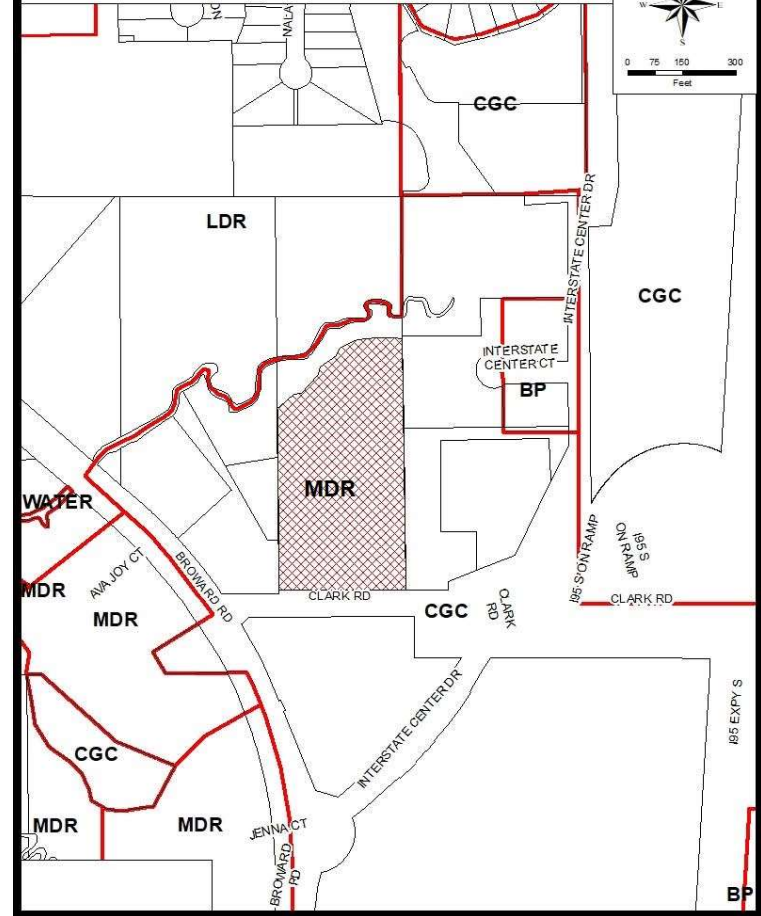 W
E
S
0 75 150 300
Feet
NALA
CGC
LDR
INTERSTATE CENTER DR
CGC
INTERSTATE
CENTER CT
BP
MDR
WATER
AVA JOY CT
BROWARD RD
I95 S ON RAMP
I95 S
ON RAMP
MDR
MDR
CLARK RD
CGC
CLARK
RD
CLARK RD
INTERSTATE CENTER DR
I95 EXPY S
CGC
MDR
MDR
JENNA CT
BROWARD
RD
BP